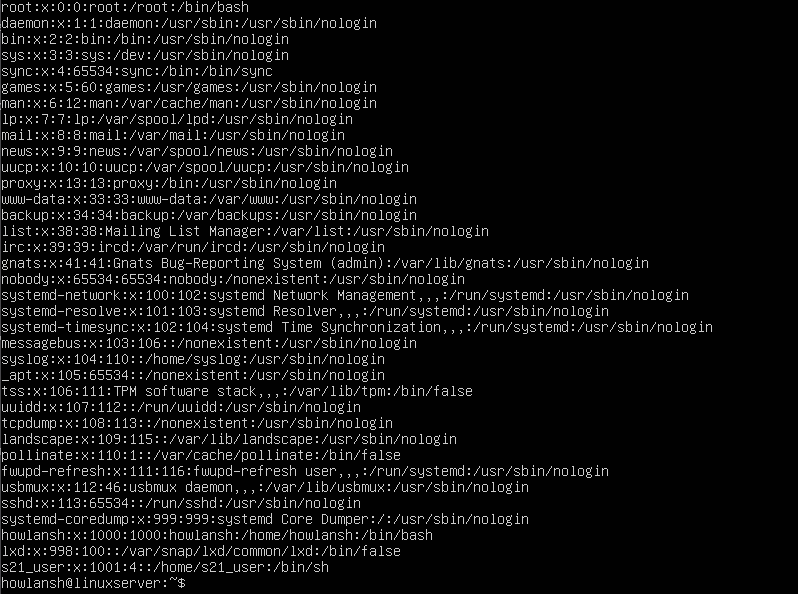 root:x:0:0:root:/root:/bin/bash
daemon:x:1:1:daemon:/usr/sbin:/usr/sbin/nologin
bin:x:2:2:bin:/bin:/usr/sbin/nologin
sys:x:3:3:sys:/dev:/usr/sbin/nologin
sync:x:4:65534:sync:/bin:/bin/sync
games:x:5:60:games:/usr/games:/usr/sbin/nologin
man:x:6:12:man:/var/cache/man:/usr/sbin/nologin
lp:x:7:7:lp:/var/spool/lpd:/usr/sbin/nologin
mail:x:8:8:mail:/var/mail:/usr/sbin/nologin
news:x:9:9:news:/var/spool/news:/usr/sbin/nologin
uucp:x:10:10:uucp:/var/spool/uucp:/usr/sbin/nologin
proxy:x:13:13:proxy:/bin:/usr/sbin/nologin
www-data:x:33:33:www-data:/var/www:/usr/sbin/nologin
backup:x:34:34:backup:/var/backups:/usr/sbin/nologin
list:x:38:38:Mailing List Manager:/var/list:/usr/sbin/nologin
irc:x:39:39:ircd:/var/run/ircd:/usr/sbin/nologin
gnats:x:41:41:Gnats Bug-Reporting System (admin):/var/lib/gnats:/usr/sbin/nologin
nobody:x:65534:65534:nobody:/nonexistent:/usr/sbin/nologin
systemd-network:x:100:102:systemd Network Management,,,:/run/systemd:/usr/sbin/nologin
systemd-resolve:x:101:103:systemd Resolver,,,:/run/systemd:/usr/sbin/nologin
systemd-timesync:x:102:104:systemd Time Synchronization,,,:/run/systemd:/usr/sbin/nologin
messagebus:x:103:106::/nonexistent:/usr/sbin/nologin
syslog:x:104:110::/home/syslog:/usr/sbin/nologin
_apt:x:105:65534::/nonexistent:/usr/sbin/nologin
tss:x:106:111:TPM software stack,,,:/var/lib/tpm:/bin/false
uuidd:x:107:112::/run/uuidd:/usr/sbin/nologin
tcpdump:x:108:113::/nonexistent:/usr/sbin/nologin
landscape:x:109:115::/var/lib/landscape:/usr/sbin/nologin
pollinate:x:110:1::/var/cache/pollinate:/bin/false
fwupd-refresh:x:111:116:fwupd-refresh user,,,:/run/systemd:/usr/sbin/nologin
usbmux:x:112:46:usbmux daemon,,,:/var/lib/usbmux:/usr/sbin/nologin
sshd:x:113:65534::/run/sshd:/usr/sbin/nologin
systemd-coredump:x:999:999:systemd Core Dumper:/:/usr/sbin/nologin
howlansh:x:1000:1000:howlansh:/home/howlansh:/bin/bash
lxd:x:998:100::/var/snap/lxd/common/lxd:/bin/false
s21_user:x:1001:4::/home/s21_user:/bin/sh
howlansh@linuxserver:~$